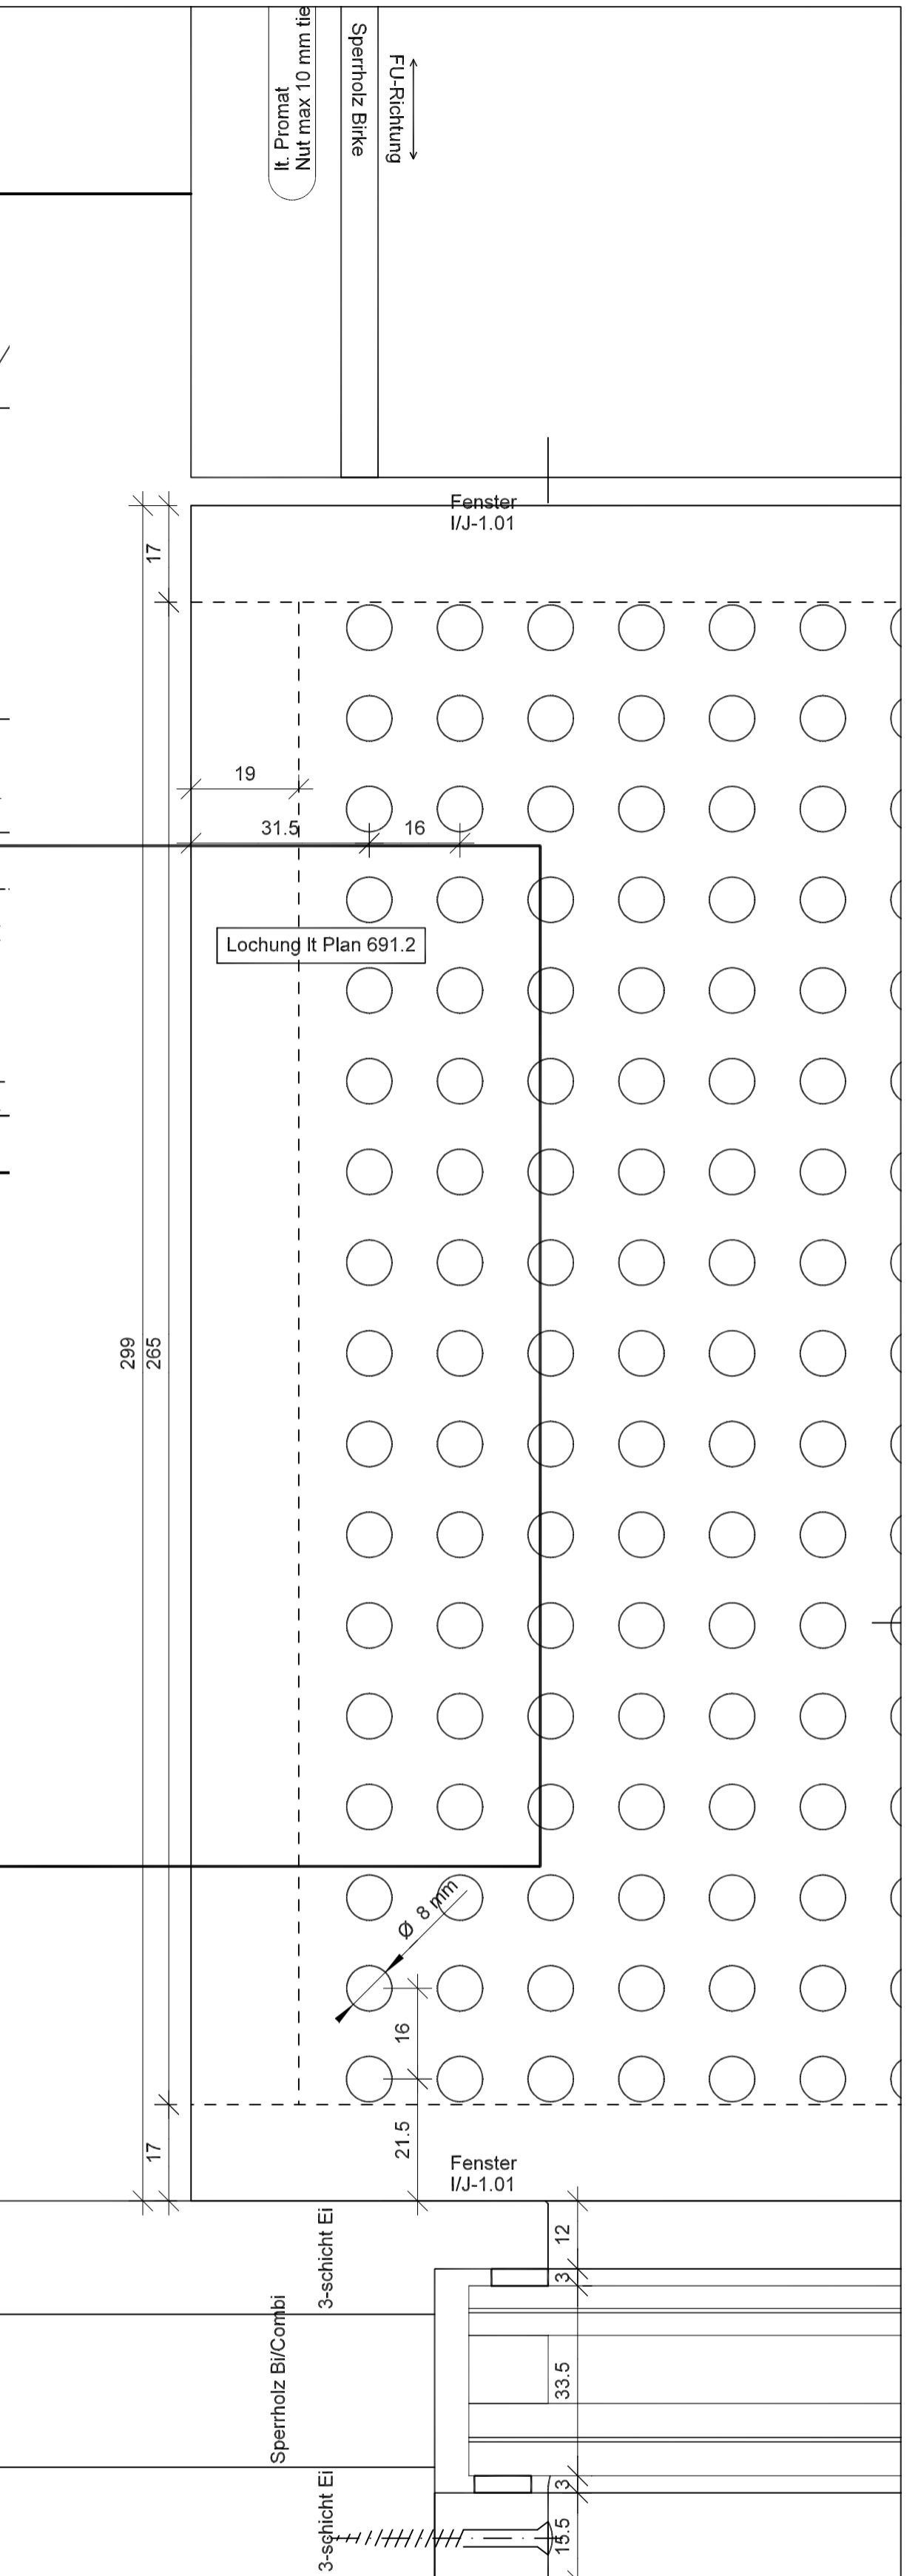 lt. Promat
Nut max 10 mm tie
Sperrholz Birke
FU-Richtung
Fenster
I/J-1.01
17
19
31.5
16
Lochung lt Plan 691.2
299
265
Ø 8 mm
16
21.5
17
Fenster
I/J-1.01
3-schicht Ei
12
3
Sperrholz Bi/Combi
33.5
3-schicht Ei
3
15.5